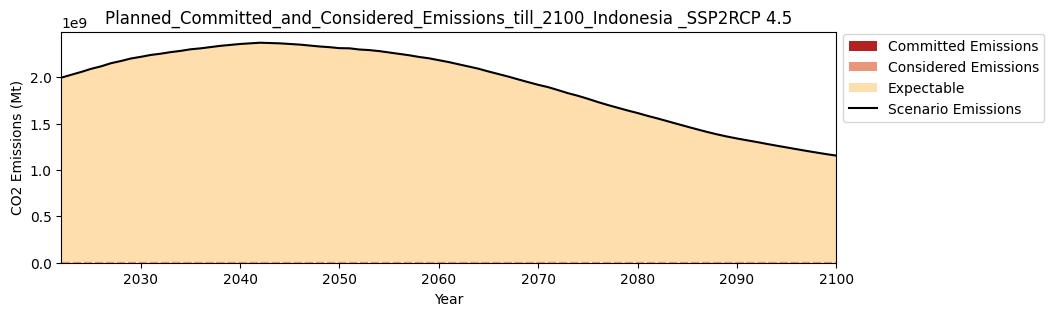 Planned_Committed_and_Considered_Emissions_till_2100_Indonesia _SSP2RCP 4.5
1e9
CO2 Emissions (Mt)
2.0
1.5
1.0
0.5
0.0
2030 2040 2050 2060 2070 2080 2090 2100
Year
Committed Emissions
Considered Emissions
Expectable
Scenario Emissions